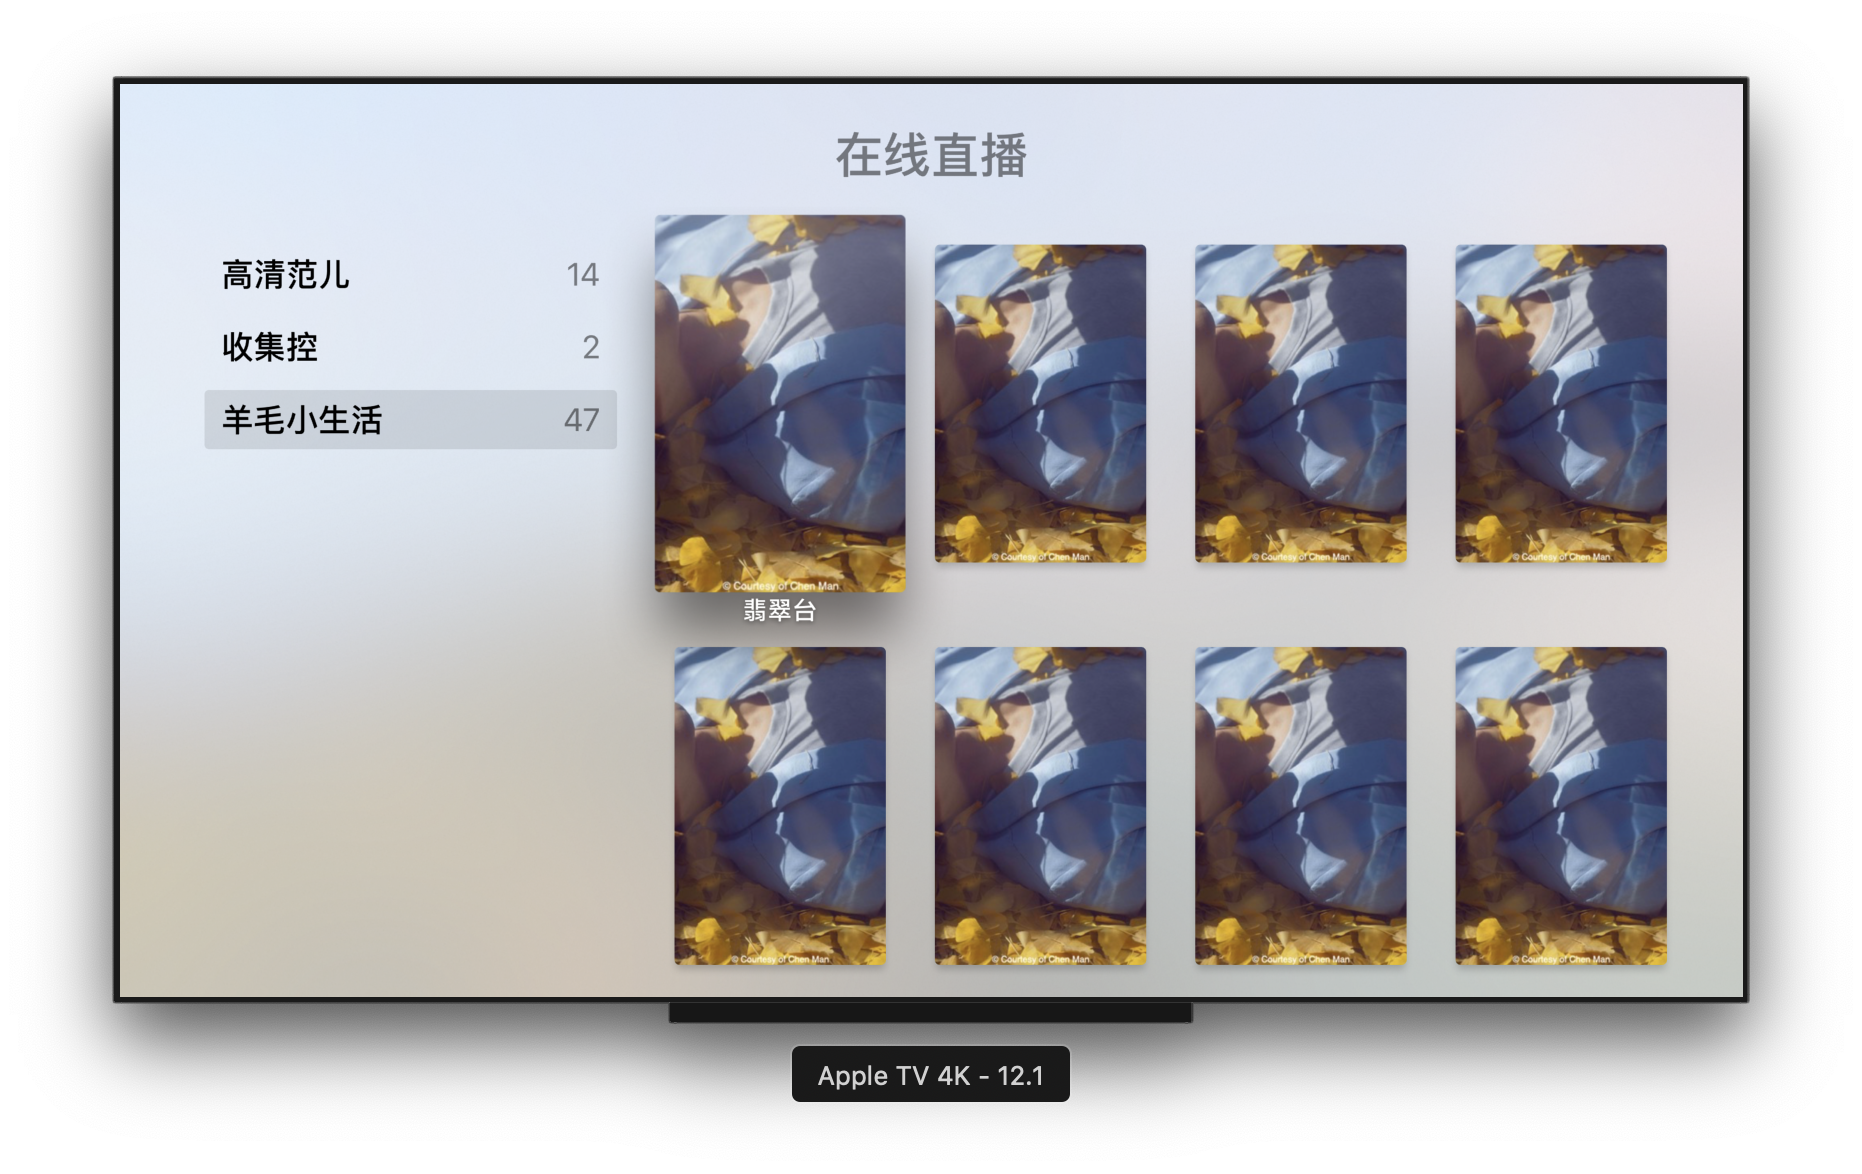 在线直播
高清范儿 14
收集控 2
羊毛小生活 47
© Courtesy of Chen Man
© Courtesy of Chen Man
© Courtesy of Chen Man
© Courtesy of Chen Man
翡翠台
© Courtesy of Chen Man
© Courtesy of Chen Man
© Courtesy of Chen Man
© Courtesy of Chen Man
Apple TV 4K - 12.1